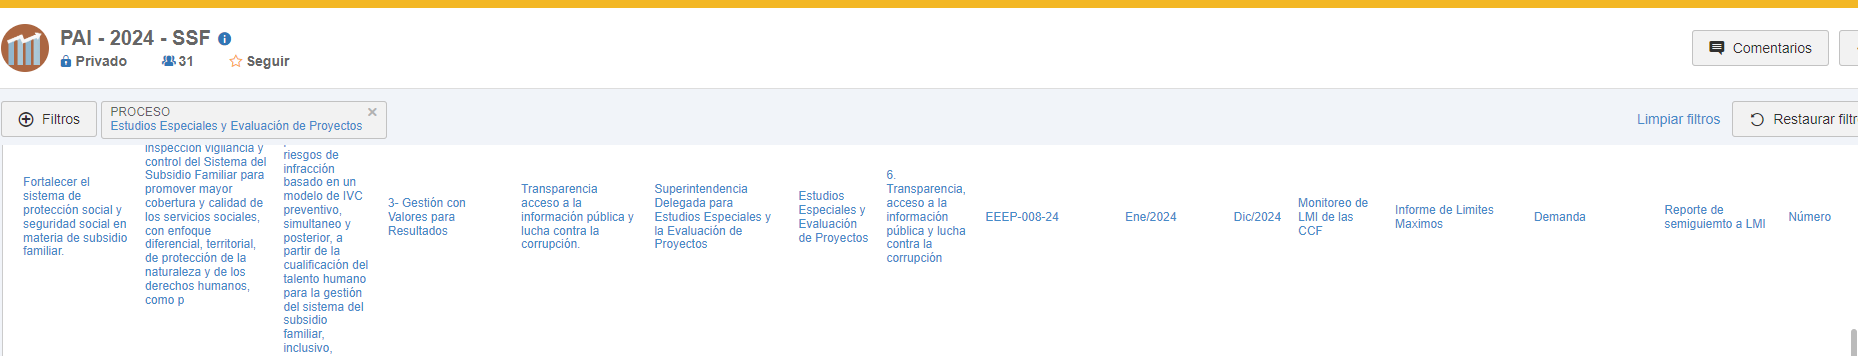 PAI - 2024 - SSF
Privado
31
Seguir
Comentarios
Filtros
PROCESO
Estudios Especiales y Evaluación de Proyectos
Limpiar filtros
Restaurar filtr
Fortalecer el
sistema de
protección social y
seguridad social en
materia de subsidio
familiar.
inspección vigilancia y
control del Sistema del
Subsidio Familiar para
promover mayor
cobertura y calidad de
los servicios sociales,
con enfoque
diferencial, territorial,
de protección de la
naturaleza y de los
derechos humanos,
como p
riesgos de
infracción
basado en un
modelo de IVC
preventivo,
simultaneo y
posterior, a
partir de la
cualificación del
talento humano
para la gestión
del sistema del
subsidio
familiar,
inclusivo,
3- Gestión con
Valores para
Resultados
Transparencia
acceso a la
información pública y
lucha contra la
corrupción.
Superintendencia
Delegada para
Estudios Especiales y
la Evaluación de
Proyectos
Estudios
Especiales y
Evaluación
de Proyectos
6.
Transparencia,
acceso a la
información
pública y lucha
contra la
corrupción
EEEP-008-24
Ene/2024
Dic/2024
Monitoreo de
LMI de las
CCF
Informe de Limites
Maximos
Demanda
Reporte de
semiguiemto a LMI
Número